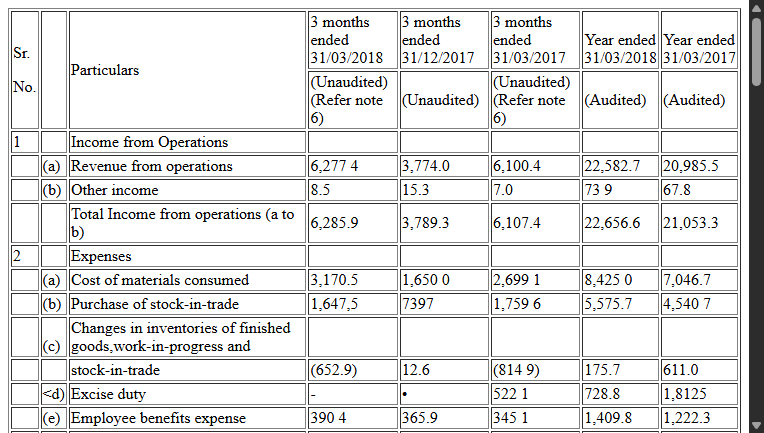 Sr. No. Particulars 3 months ended 31/03/2018 3 months ended 31/12/2017 3 months ended 31/03/2017 Year ended 31/03/2018 Year ended 31/03/2017
(Unaudited) (Refer note 6) (Unaudited) (Unaudited) (Refer note 6) (Audited) (Audited)
1 Income from Operations
(a) Revenue from operations 6,277 4 3,774.0 6,100.4 22,582.7 20,985.5
(b) Other income 8.5 15.3 7.0 73 9 67.8
Total Income from operations (a to b) 6,285.9 3,789.3 6,107.4 22,656.6 21,053.3
2 Expenses
(a) Cost of materials consumed 3,170.5 1,650 0 2,699 1 8,425 0 7,046.7
(b) Purchase of stock-in-trade 1,647,5 7397 1,759 6 5,575.7 4,540 7
(c) Changes in inventories of finished goods,work-in-progress and
stock-in-trade (652.9) 12.6 (814 9) 175.7 611.0
<d) Excise duty - • 522 1 728.8 1,8125
(e) Employee benefits expense 390 4 365.9 345 1 1,409.8 1,222.3